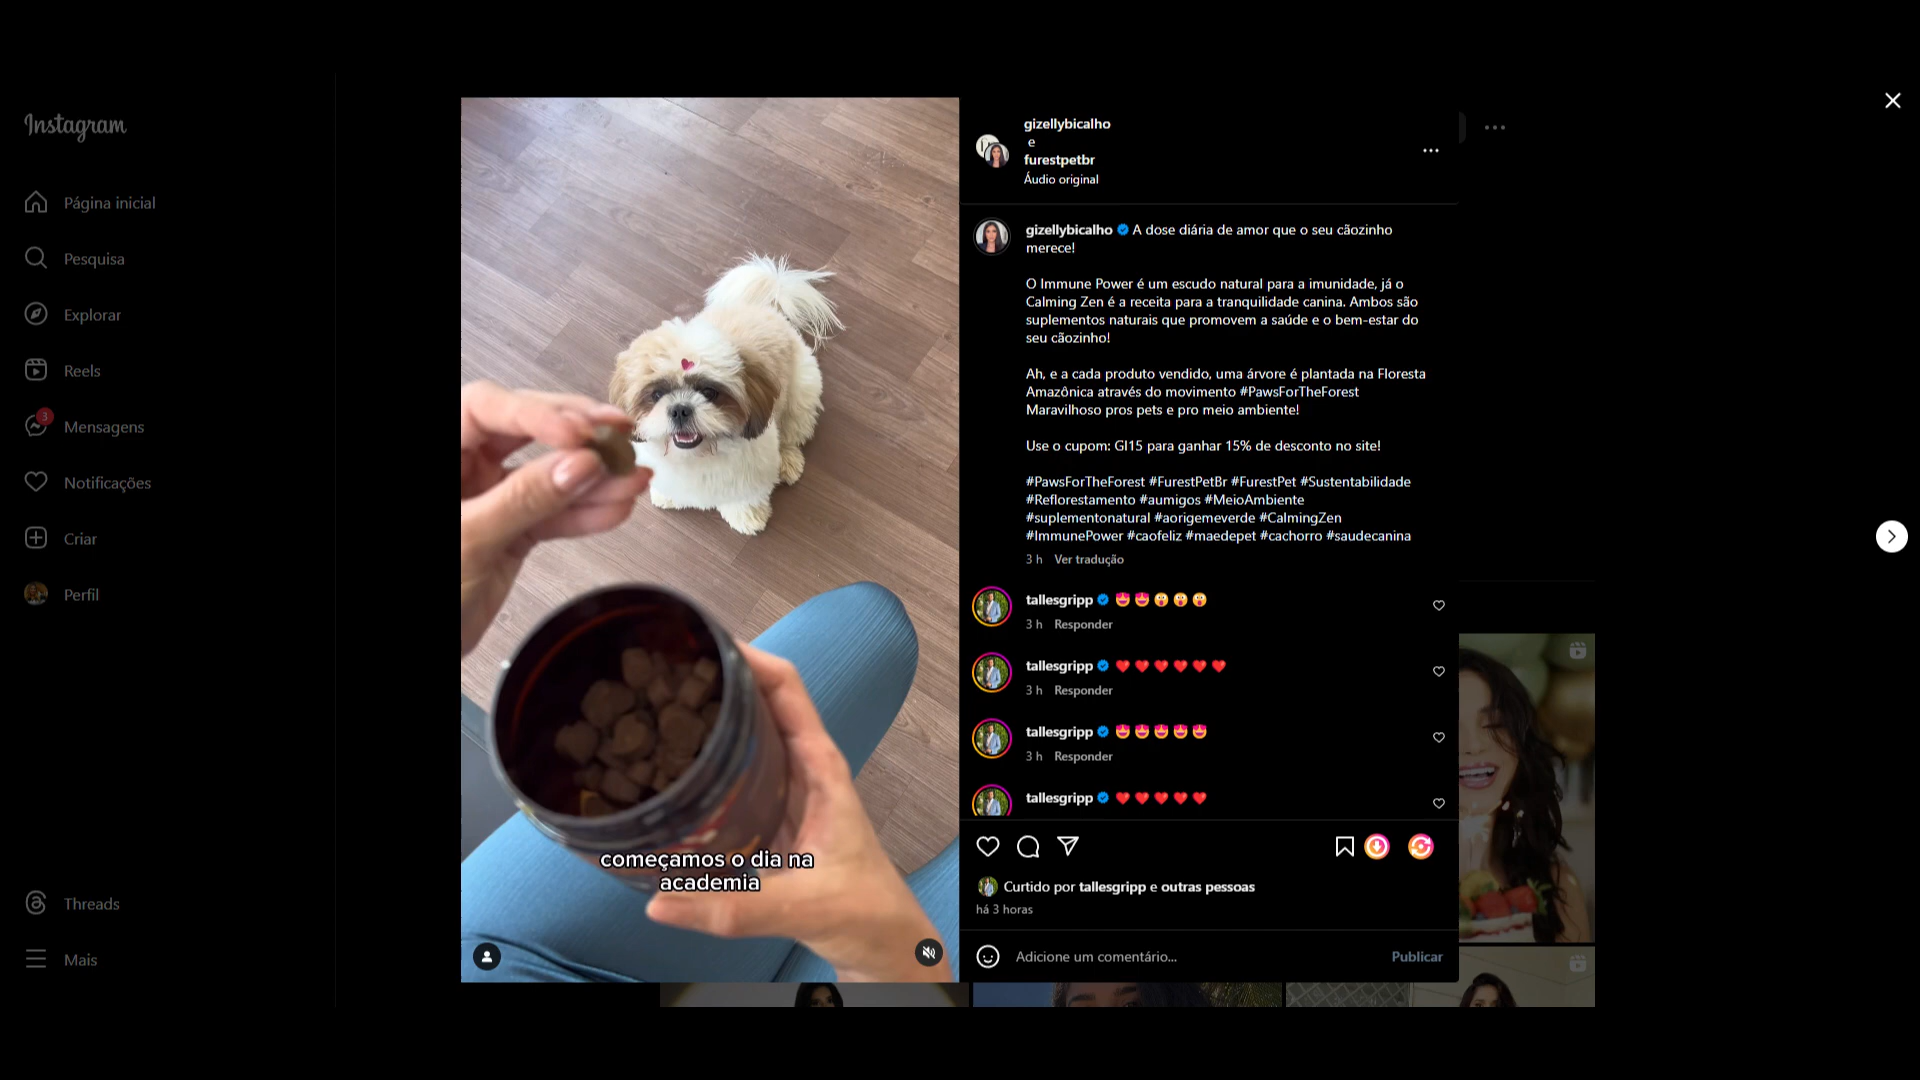 Instagram
Página inicial
Pesquisa
Explorar
Reels
3
Mensagens
Notificações
Criar
Perfil
Threads
Mais
começamos o dia na
academia
gizellybicalho
e
furestpetbr
Áudio original
gizellybicalho A dose diária de amor que o seu cãozinho
merece!
O Immune Power é um escudo natural para a imunidade, já o
Calming Zen é a receita para a tranquilidade canina. Ambos são
suplementos naturais que promovem a saúde e o bem-estar do
seu cãozinho!
Ah, e a cada produto vendido, uma árvore é plantada na Floresta
Amazônica através do movimento #PawsForTheForest
Maravilhoso pros pets e pro meio ambiente!
Use o cupom: GI15 para ganhar 15% de desconto no site!
#PawsForTheForest #FurestPetBr #FurestPet #Sustentabilidade
#Reflorestamento #aumigos #MeioAmbiente
#suplementonatural #aorigemeverde #CalmingZen
#ImmunePower #caofeliz #maedepet #cachorro #saudecanina
3 h Ver tradução
tallesgripp 😍😍😲😲😲
3 h Responder
tallesgripp ❤️❤️❤️❤️❤️❤️
3 h Responder
tallesgripp 😍😍😍😍😍
3 h Responder
tallesgripp ❤️❤️❤️❤️❤️
Curtido por tallesgripp e outras pessoas
há 3 horas
Adicione um comentário...
Publicar